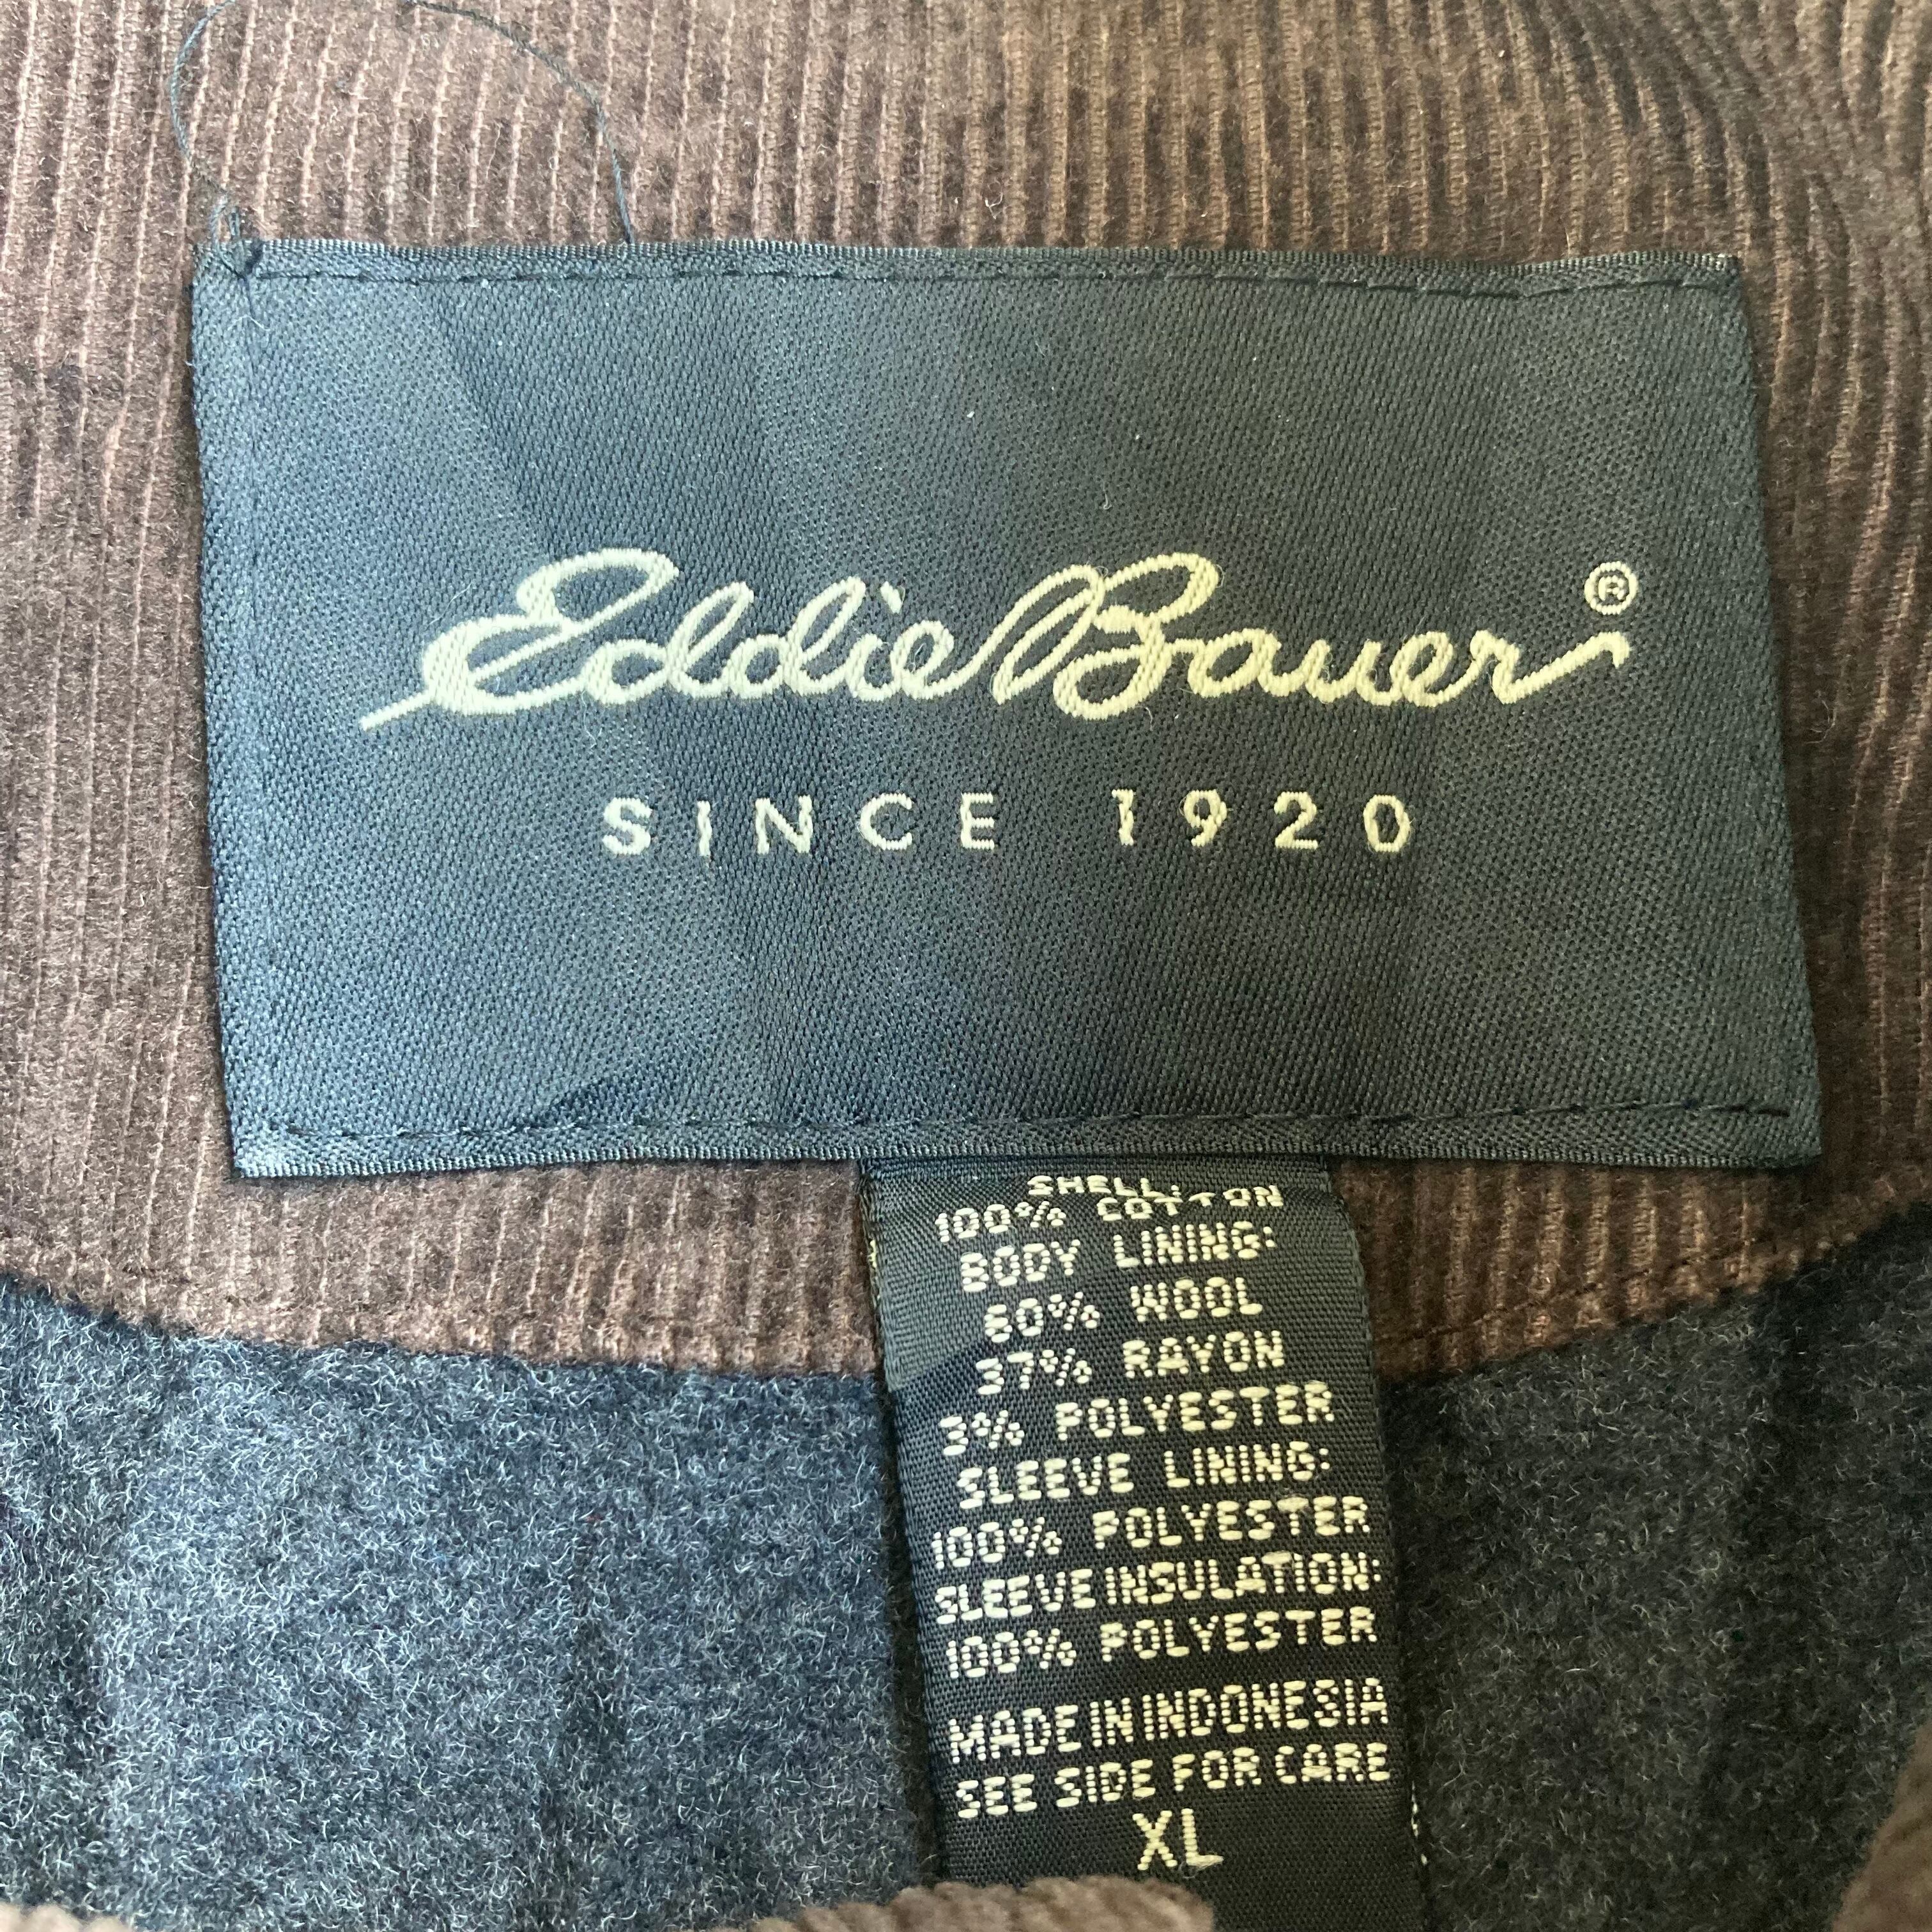 Eddie Bauer ®
SINCE 1920
SHELL:
100% COTTON
BODY LINING:
60% WOOL
37% RAYON
3% POLYESTER
SLEEVE LINING:
100% POLYESTER
SLEEVE INSULATION:
100% POLYESTER
MADE IN INDONESIA
SEE SIDE FOR CARE
XL